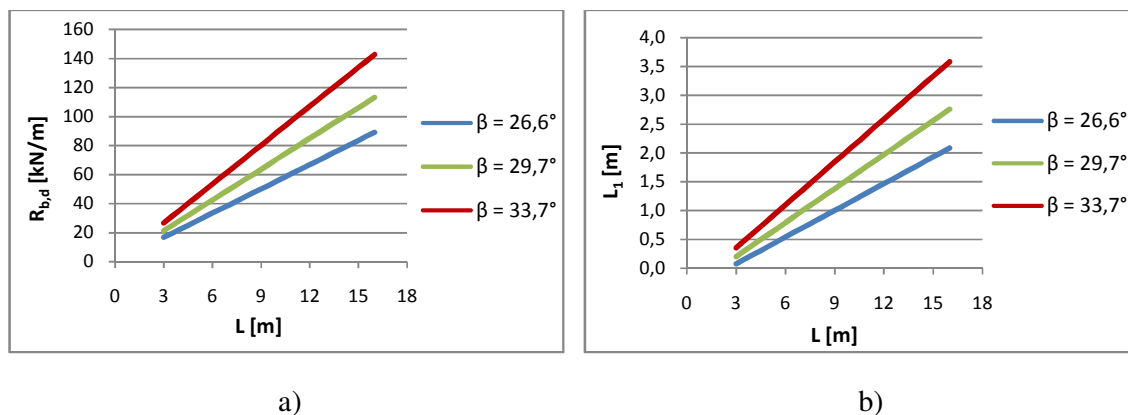 160
140
120
100
80
60
40
20
0
R_b,d [kN/m]
0 3 6 9 12 15 18
L [m]
β = 26,6°
β = 29,7°
β = 33,7°
a)
4,0
3,5
3,0
2,5
2,0
1,5
1,0
0,5
0,0
L₁ [m]
0 3 6 9 12 15 18
L [m]
β = 26,6°
β = 29,7°
β = 33,7°
b)